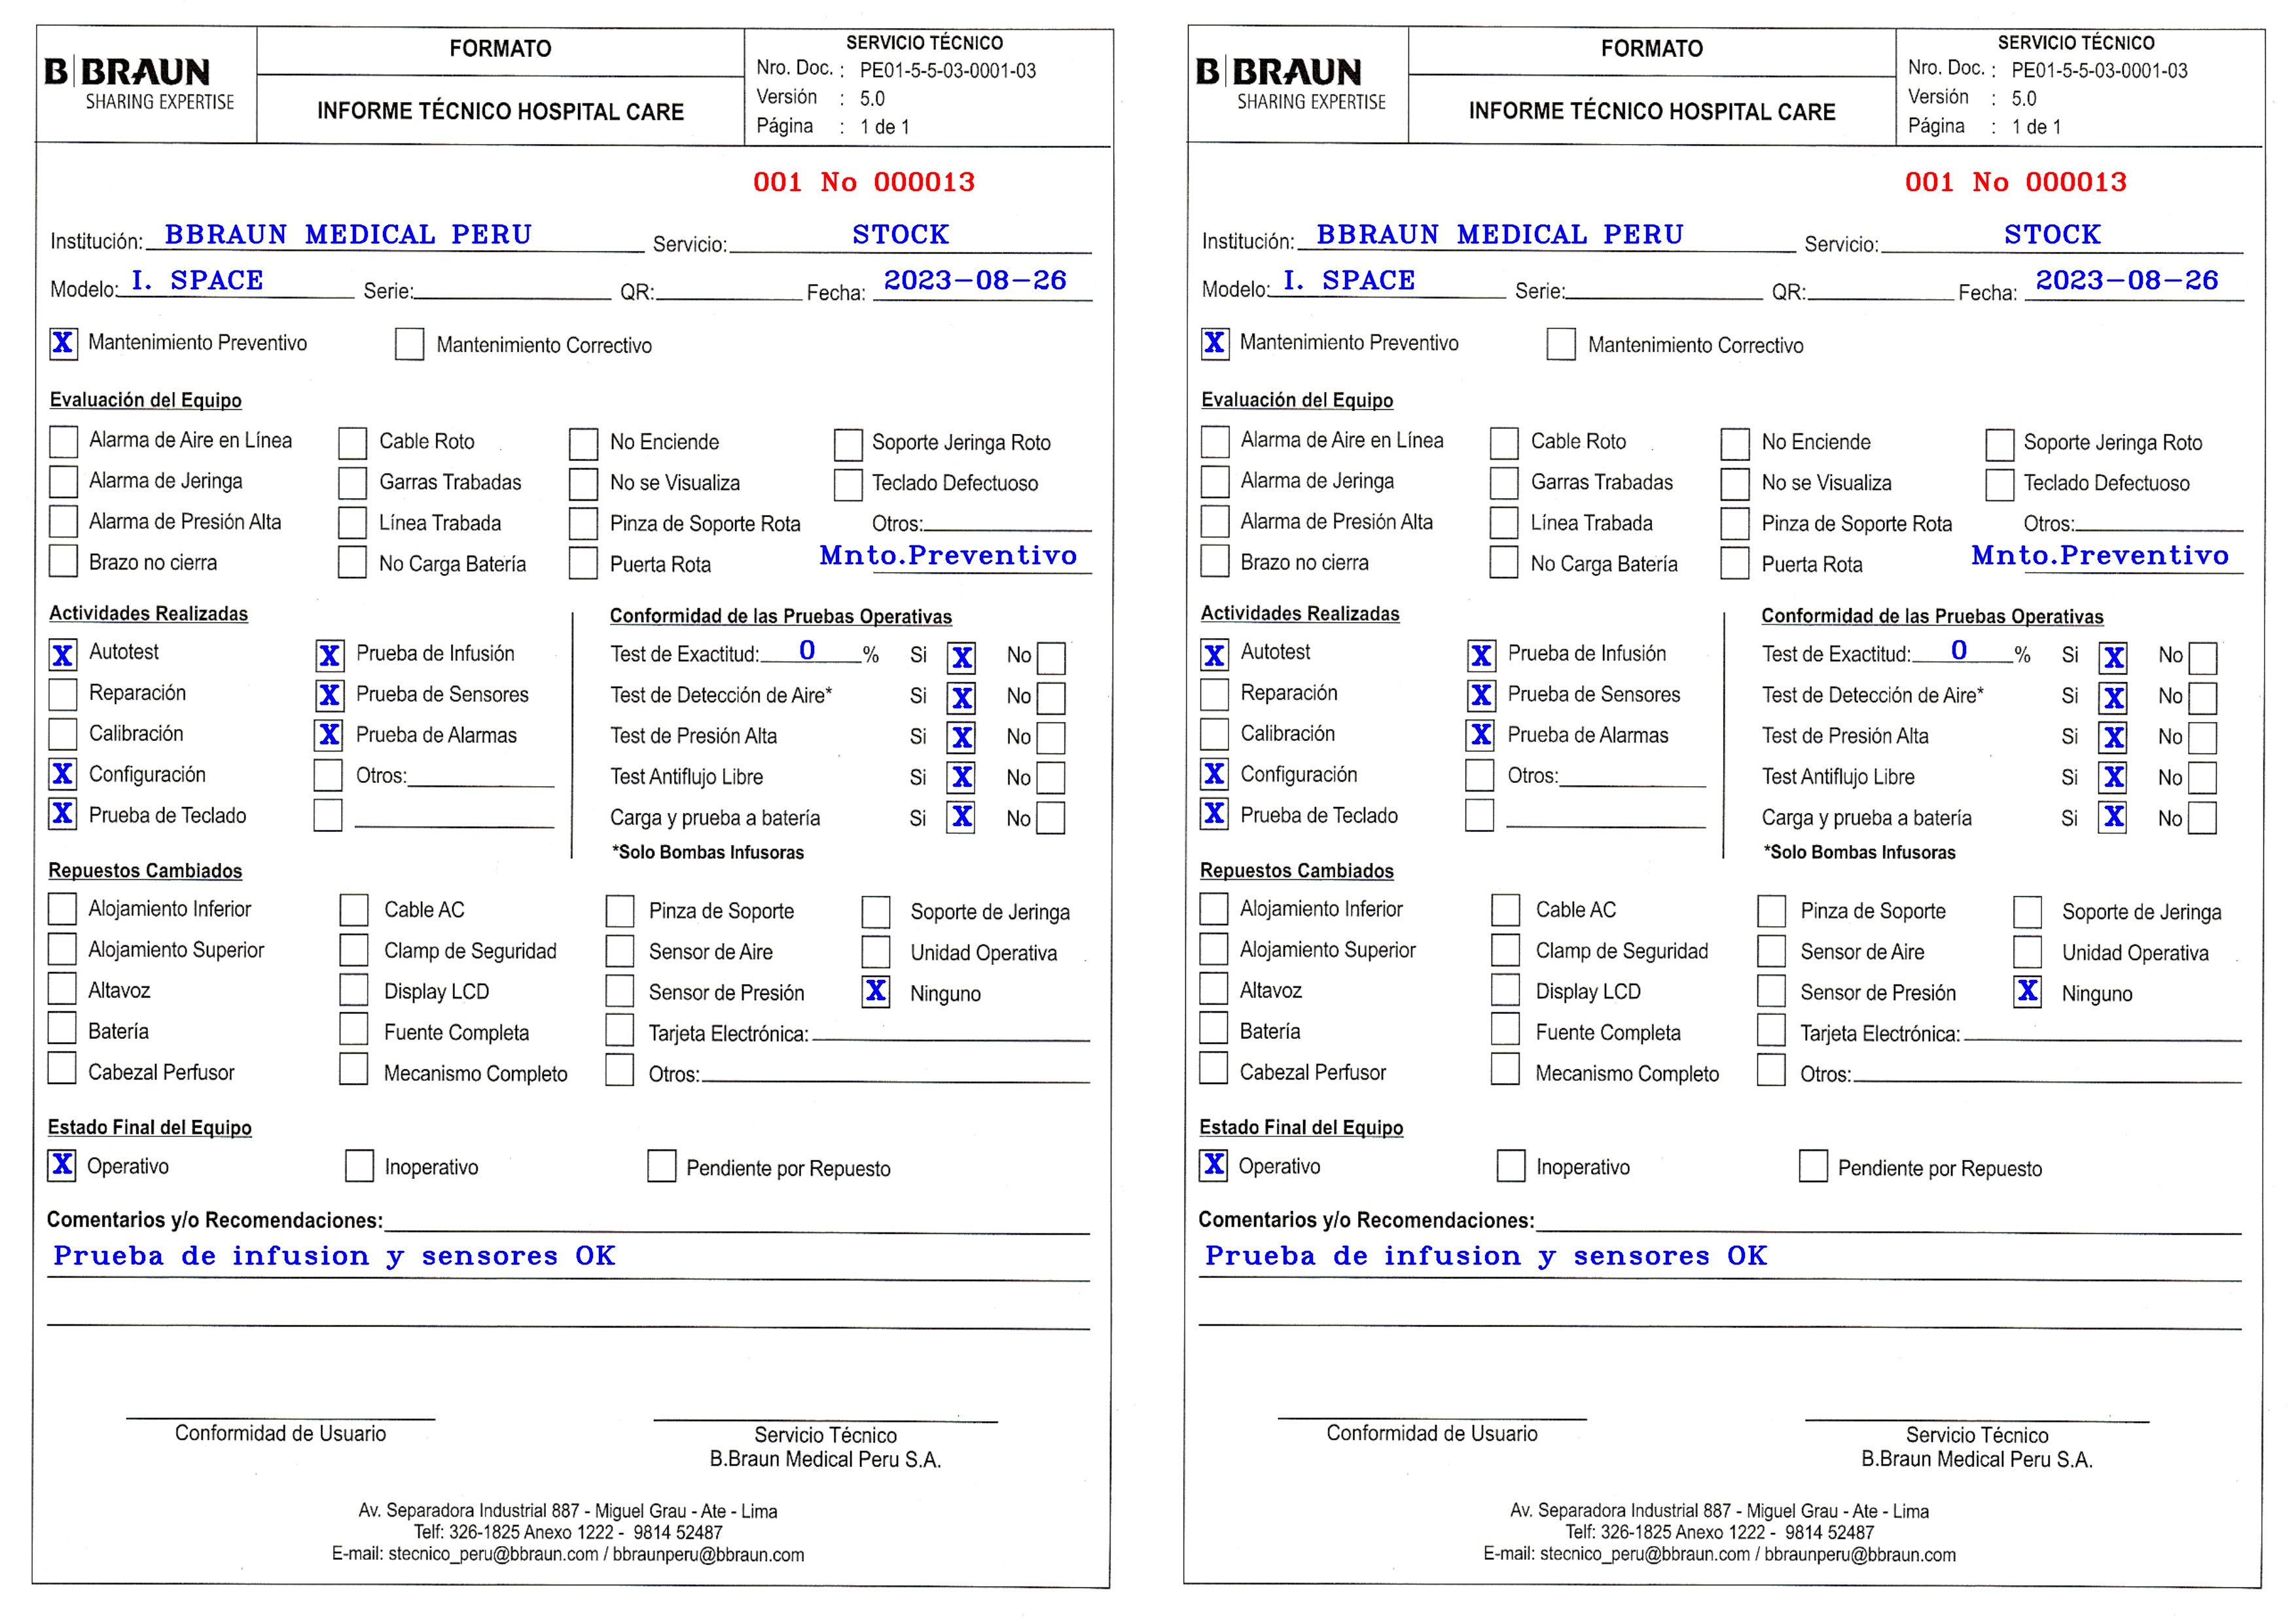 B|BRAUN
SHARING EXPERTISE
FORMATO
INFORME TÉCNICO HOSPITAL CARE
SERVICIO TÉCNICO
Nro. Doc. : PE01-5-5-03-0001-03
Versión : 5.0
Página : 1 de 1
001 No 000013
Institución: BBRAUN MEDICAL PERU Servicio: STOCK
Modelo: I. SPACE Serie: QR: Fecha: 2023-08-26
X Mantenimiento Preventivo Mantenimiento Correctivo
Evaluación del Equipo
Alarma de Aire en Línea Cable Roto No Enciende Soporte Jeringa Roto
Alarma de Jeringa Garras Trabadas No se Visualiza Teclado Defectuoso
Alarma de Presión Alta Línea Trabada Pinza de Soporte Rota Otros:
Brazo no cierra No Carga Batería Puerta Rota Mnto.Preventivo
Actividades Realizadas Conformidad de las Pruebas Operativas
X Autotest X Prueba de Infusión Test de Exactitud: 0 % Si X No
Reparación X Prueba de Sensores Test de Detección de Aire* Si X No
Calibración X Prueba de Alarmas Test de Presión Alta Si X No
X Configuración Otros: Test Antiflujo Libre Si X No
X Prueba de Teclado Carga y prueba a batería Si X No
*Solo Bombas Infusoras
Repuestos Cambiados
Alojamiento Inferior Cable AC Pinza de Soporte Soporte de Jeringa
Alojamiento Superior Clamp de Seguridad Sensor de Aire Unidad Operativa
Altavoz Display LCD Sensor de Presión X Ninguno
Batería Fuente Completa Tarjeta Electrónica:
Cabezal Perfusor Mecanismo Completo Otros:
Estado Final del Equipo
X Operativo Inoperativo Pendiente por Repuesto
Comentarios y/o Recomendaciones:
Prueba de infusion y sensores OK
Conformidad de Usuario Servicio Técnico
B.Braun Medical Peru S.A.
Av. Separadora Industrial 887 - Miguel Grau - Ate - Lima
Telf: 326-1825 Anexo 1222 - 9814 52487
E-mail: stecnico_peru@bbraun.com / bbraunperu@bbraun.com
B|BRAUN
SHARING EXPERTISE
FORMATO
INFORME TÉCNICO HOSPITAL CARE
SERVICIO TÉCNICO
Nro. Doc. : PE01-5-5-03-0001-03
Versión : 5.0
Página : 1 de 1
001 No 000013
Institución: BBRAUN MEDICAL PERU Servicio: STOCK
Modelo: I. SPACE Serie: QR: Fecha: 2023-08-26
X Mantenimiento Preventivo Mantenimiento Correctivo
Evaluación del Equipo
Alarma de Aire en Línea Cable Roto No Enciende Soporte Jeringa Roto
Alarma de Jeringa Garras Trabadas No se Visualiza Teclado Defectuoso
Alarma de Presión Alta Línea Trabada Pinza de Soporte Rota Otros:
Brazo no cierra No Carga Batería Puerta Rota Mnto.Preventivo
Actividades Realizadas Conformidad de las Pruebas Operativas
X Autotest X Prueba de Infusión Test de Exactitud: 0 % Si X No
Reparación X Prueba de Sensores Test de Detección de Aire* Si X No
Calibración X Prueba de Alarmas Test de Presión Alta Si X No
X Configuración Otros: Test Antiflujo Libre Si X No
X Prueba de Teclado Carga y prueba a batería Si X No
*Solo Bombas Infusoras
Repuestos Cambiados
Alojamiento Inferior Cable AC Pinza de Soporte Soporte de Jeringa
Alojamiento Superior Clamp de Seguridad Sensor de Aire Unidad Operativa
Altavoz Display LCD Sensor de Presión X Ninguno
Batería Fuente Completa Tarjeta Electrónica:
Cabezal Perfusor Mecanismo Completo Otros:
Estado Final del Equipo
X Operativo Inoperativo Pendiente por Repuesto
Comentarios y/o Recomendaciones:
Prueba de infusion y sensores OK
Conformidad de Usuario Servicio Técnico
B.Braun Medical Peru S.A.
Av. Separadora Industrial 887 - Miguel Grau - Ate - Lima
Telf: 326-1825 Anexo 1222 - 9814 52487
E-mail: stecnico_peru@bbraun.com / bbraunperu@bbraun.com